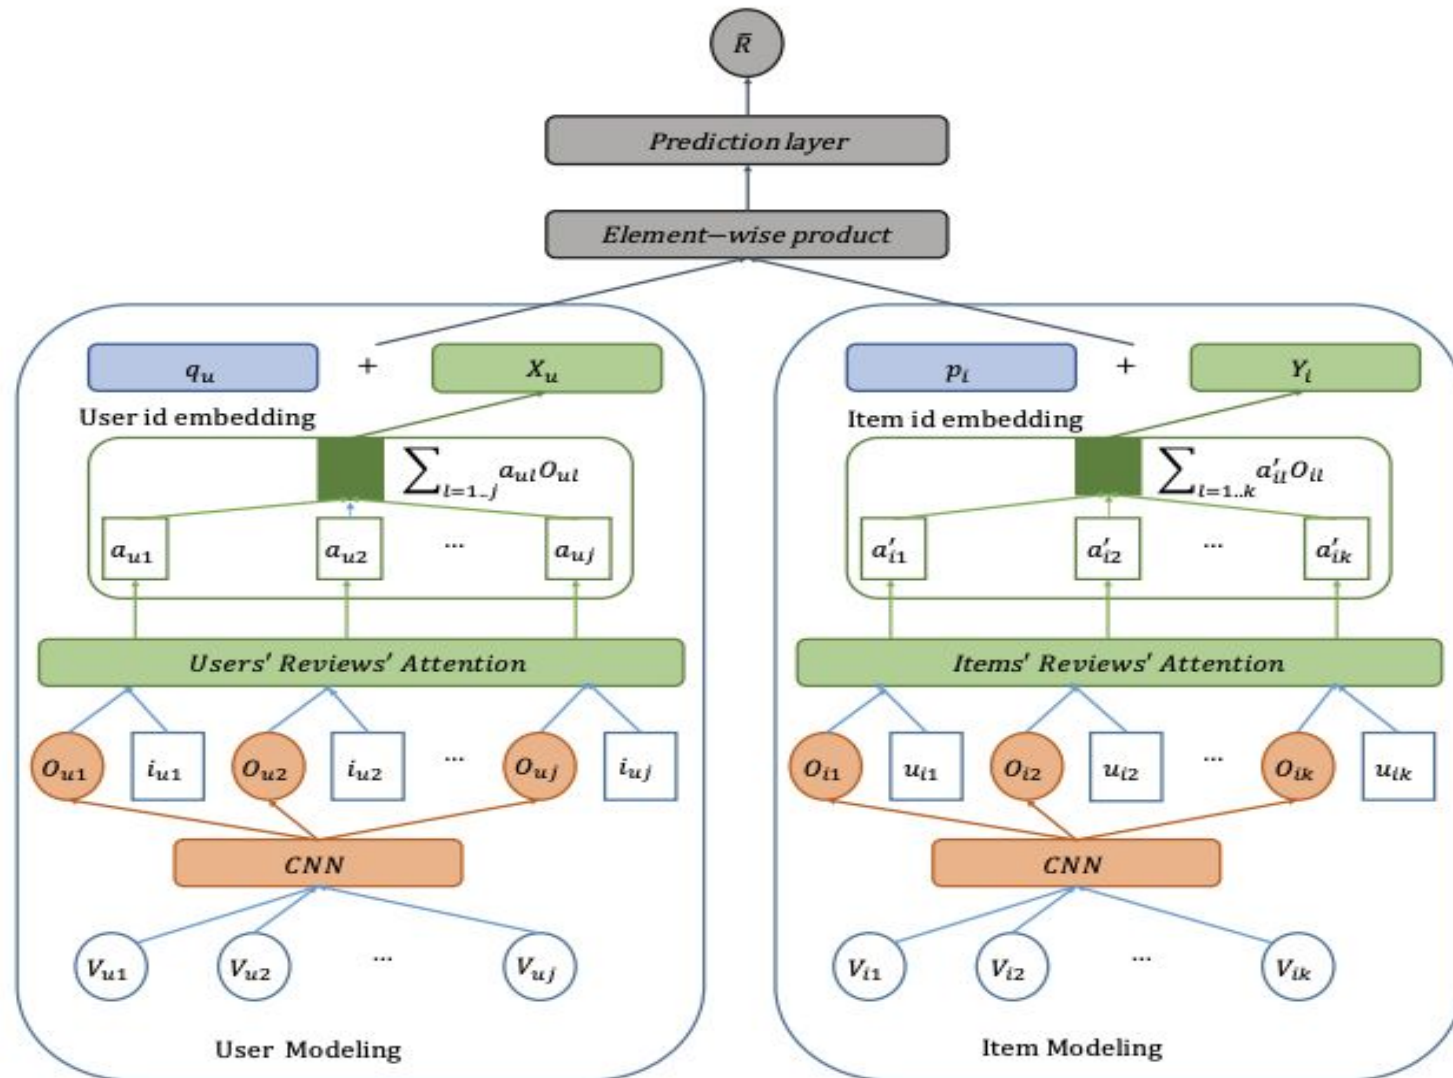 R̄
Prediction layer
Element−wise product
q_u + X_u
p_i + Y_i
User id embedding
Item id embedding
∑_{l=1..j} a_{ul}O_{ul}
∑_{l=1..k} a′_{il}O_{il}
a_{u1} a_{u2} ... a_{uj}
a′_{i1} a′_{i2} ... a′_{ik}
Users′ Reviews′ Attention
Items′ Reviews′ Attention
O_{u1} i_{u1} O_{u2} i_{u2} ... O_{uj} i_{uj}
O_{i1} u_{i1} O_{i2} u_{i2} ... O_{ik} u_{ik}
CNN
CNN
V_{u1} V_{u2} ... V_{uj}
V_{i1} V_{i2} ... V_{ik}
User Modeling
Item Modeling